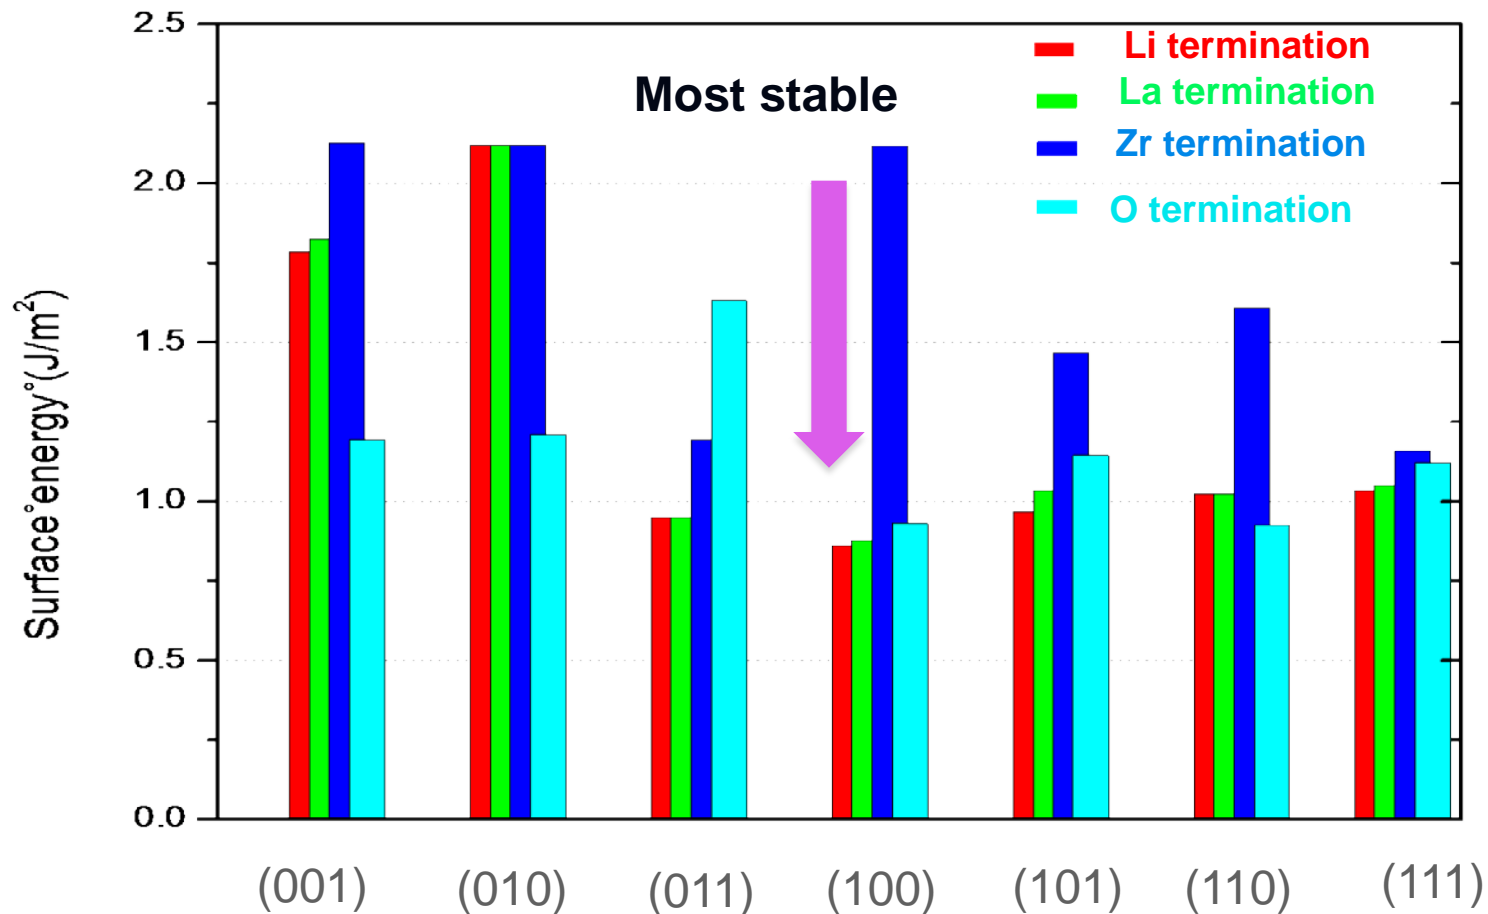 Most stable
Li termination
La termination
Zr termination
O termination
2.5
2.0
1.5
1.0
0.5
0.0
Surface°energy°(J/m²)
(001) (010) (011) (100) (101) (110) (111)